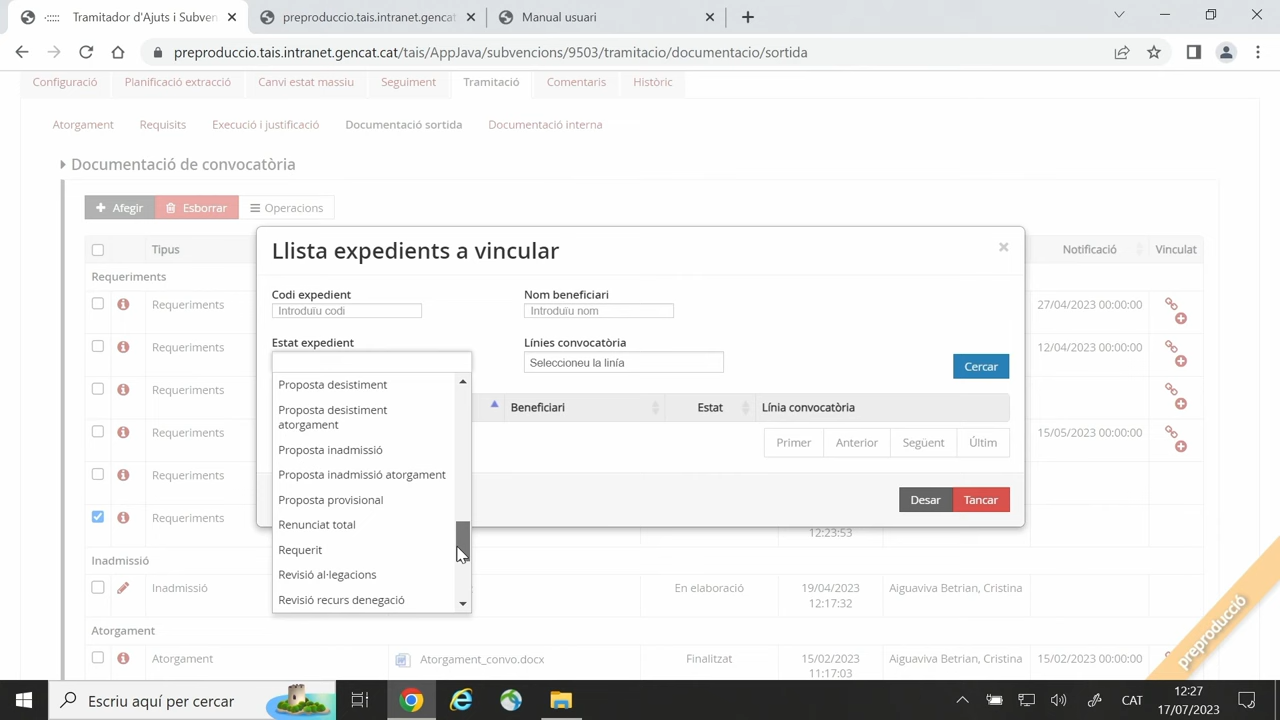 ·:::: Tramitador d'Ajuts i Subven
preproduccio.tais.intranet.gencat
Manual usuari
preproduccio.tais.intranet.gencat.cat/tais/AppJava/subvencions/9503/tramitacio/documentacio/sortida
Configuració Planificació extracció Canvi estat massiu Seguiment Tramitació Comentaris Històric
Atorgament Requisits Execució i justificació Documentació sortida Documentació interna
Documentació de convocatòria
Afegir Esborrar Operacions
Tipus Notificació Vinculat
Requeriments
Requeriments 27/04/2023 00:00:00
Requeriments 12/04/2023 00:00:00
Requeriments
Requeriments 15/05/2023 00:00:00
Requeriments
Requeriments
12:23:53
Llista expedients a vincular
×
Codi expedient Nom beneficiari
Introduïu codi Introduïu nom
Estat expedient Línies convocatòria
Seleccioneu la línía
Cercar
Beneficiari Estat Línia convocatòria
Primer Anterior Següent Últim
Desar Tancar
Proposta desistiment
Proposta desistiment
atorgament
Proposta inadmissió
Proposta inadmissió atorgament
Proposta provisional
Renunciat total
Requerit
Revisió al·legacions
Revisió recurs denegació
Inadmissió
Inadmissió En elaboració 19/04/2023 Aiguaviva Betrian, Cristina
12:17:32
Atorgament
Atorgament Atorgament_convo.docx Finalitzat 15/02/2023 Aiguaviva Betrian, Cristina 15/02/2023 00:00:00
11:17:03
preproducció
Escriu aquí per cercar
CAT
12:27
17/07/2023